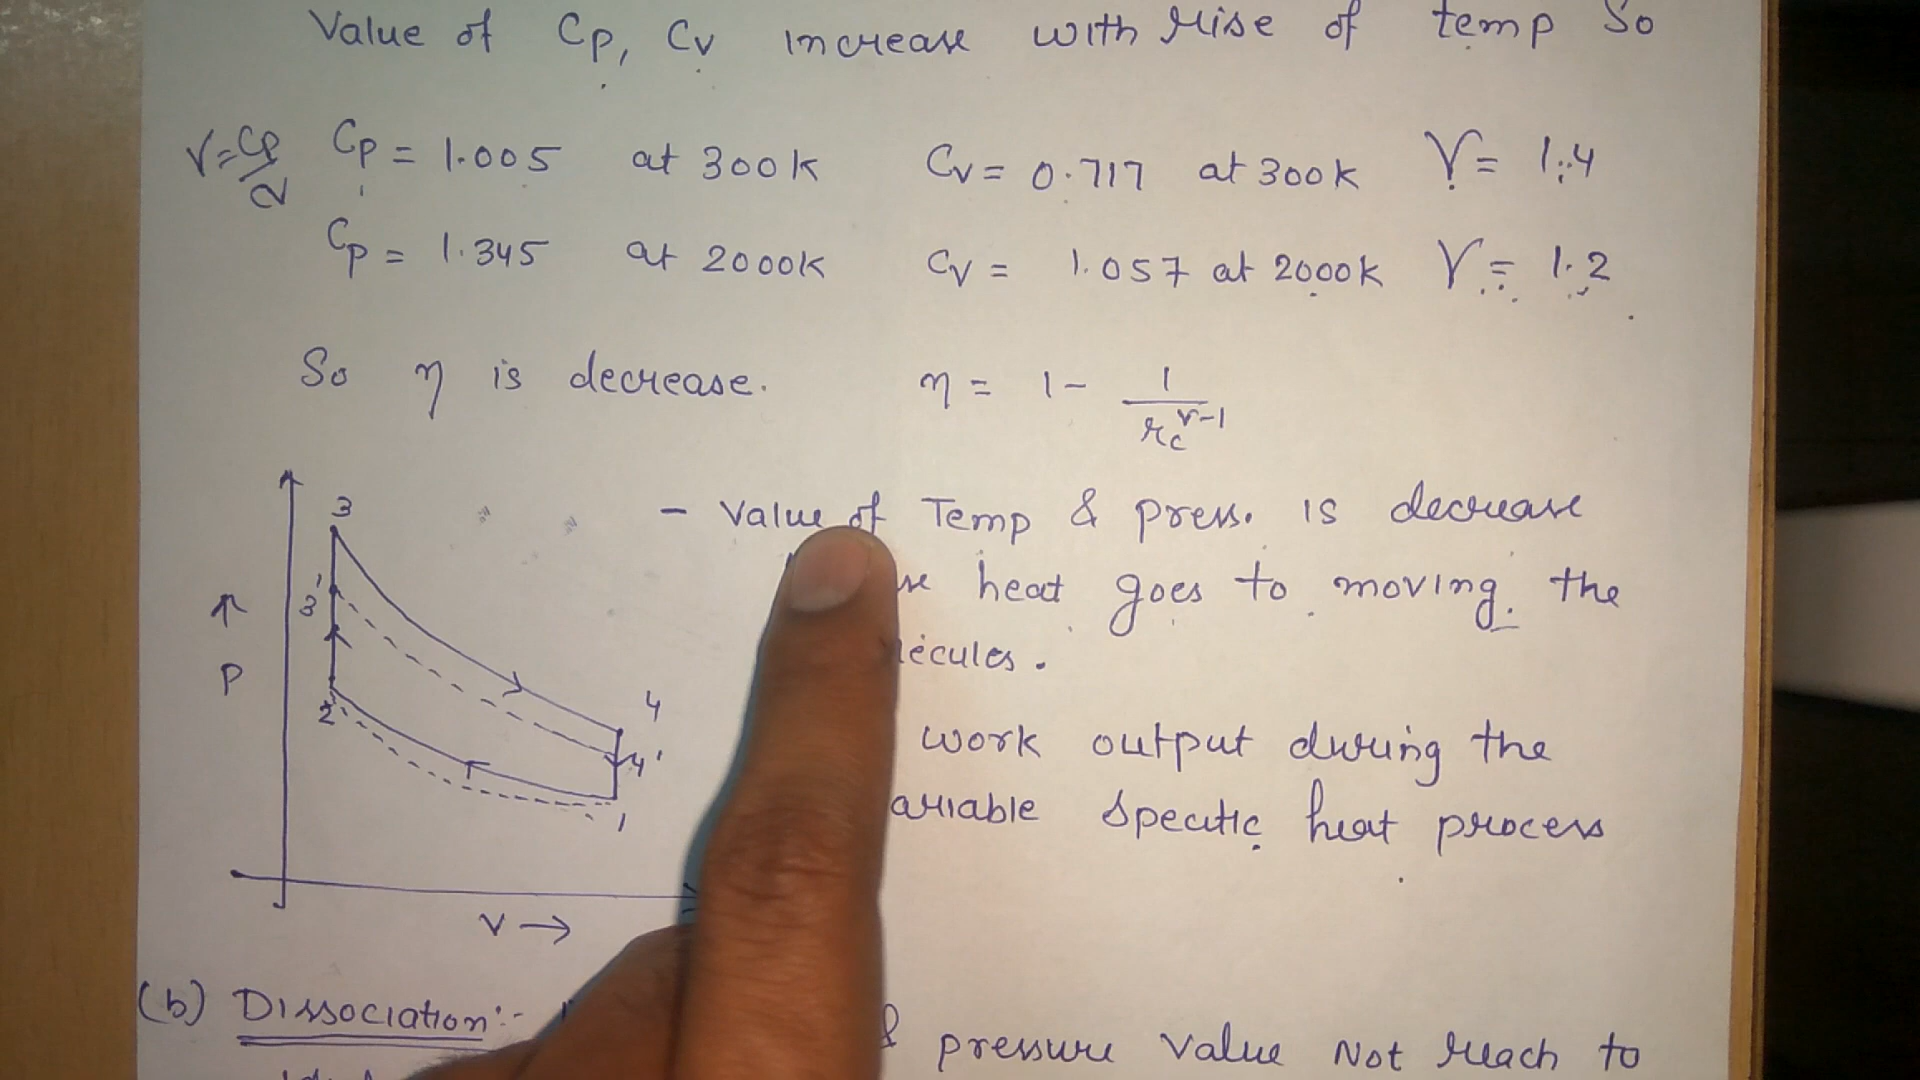 Value of Cp, Cv increase with rise of temp So
γ=Cp/Cv Cp = 1.005 at 300k Cv = 0.717 at 300k γ = 1.4
Cp = 1.345 at 2000k Cv = 1.057 at 2000k γ = 1.2
So η is decrease. η = 1 - 1/rc^γ-1
- Value of Temp & press. is decrease
heat goes to moving the
work output during the
specific heat process
3
3'
2
4
4'
1
↑
P
V →
(b) Dissociation :-
& pressure value Not reach to